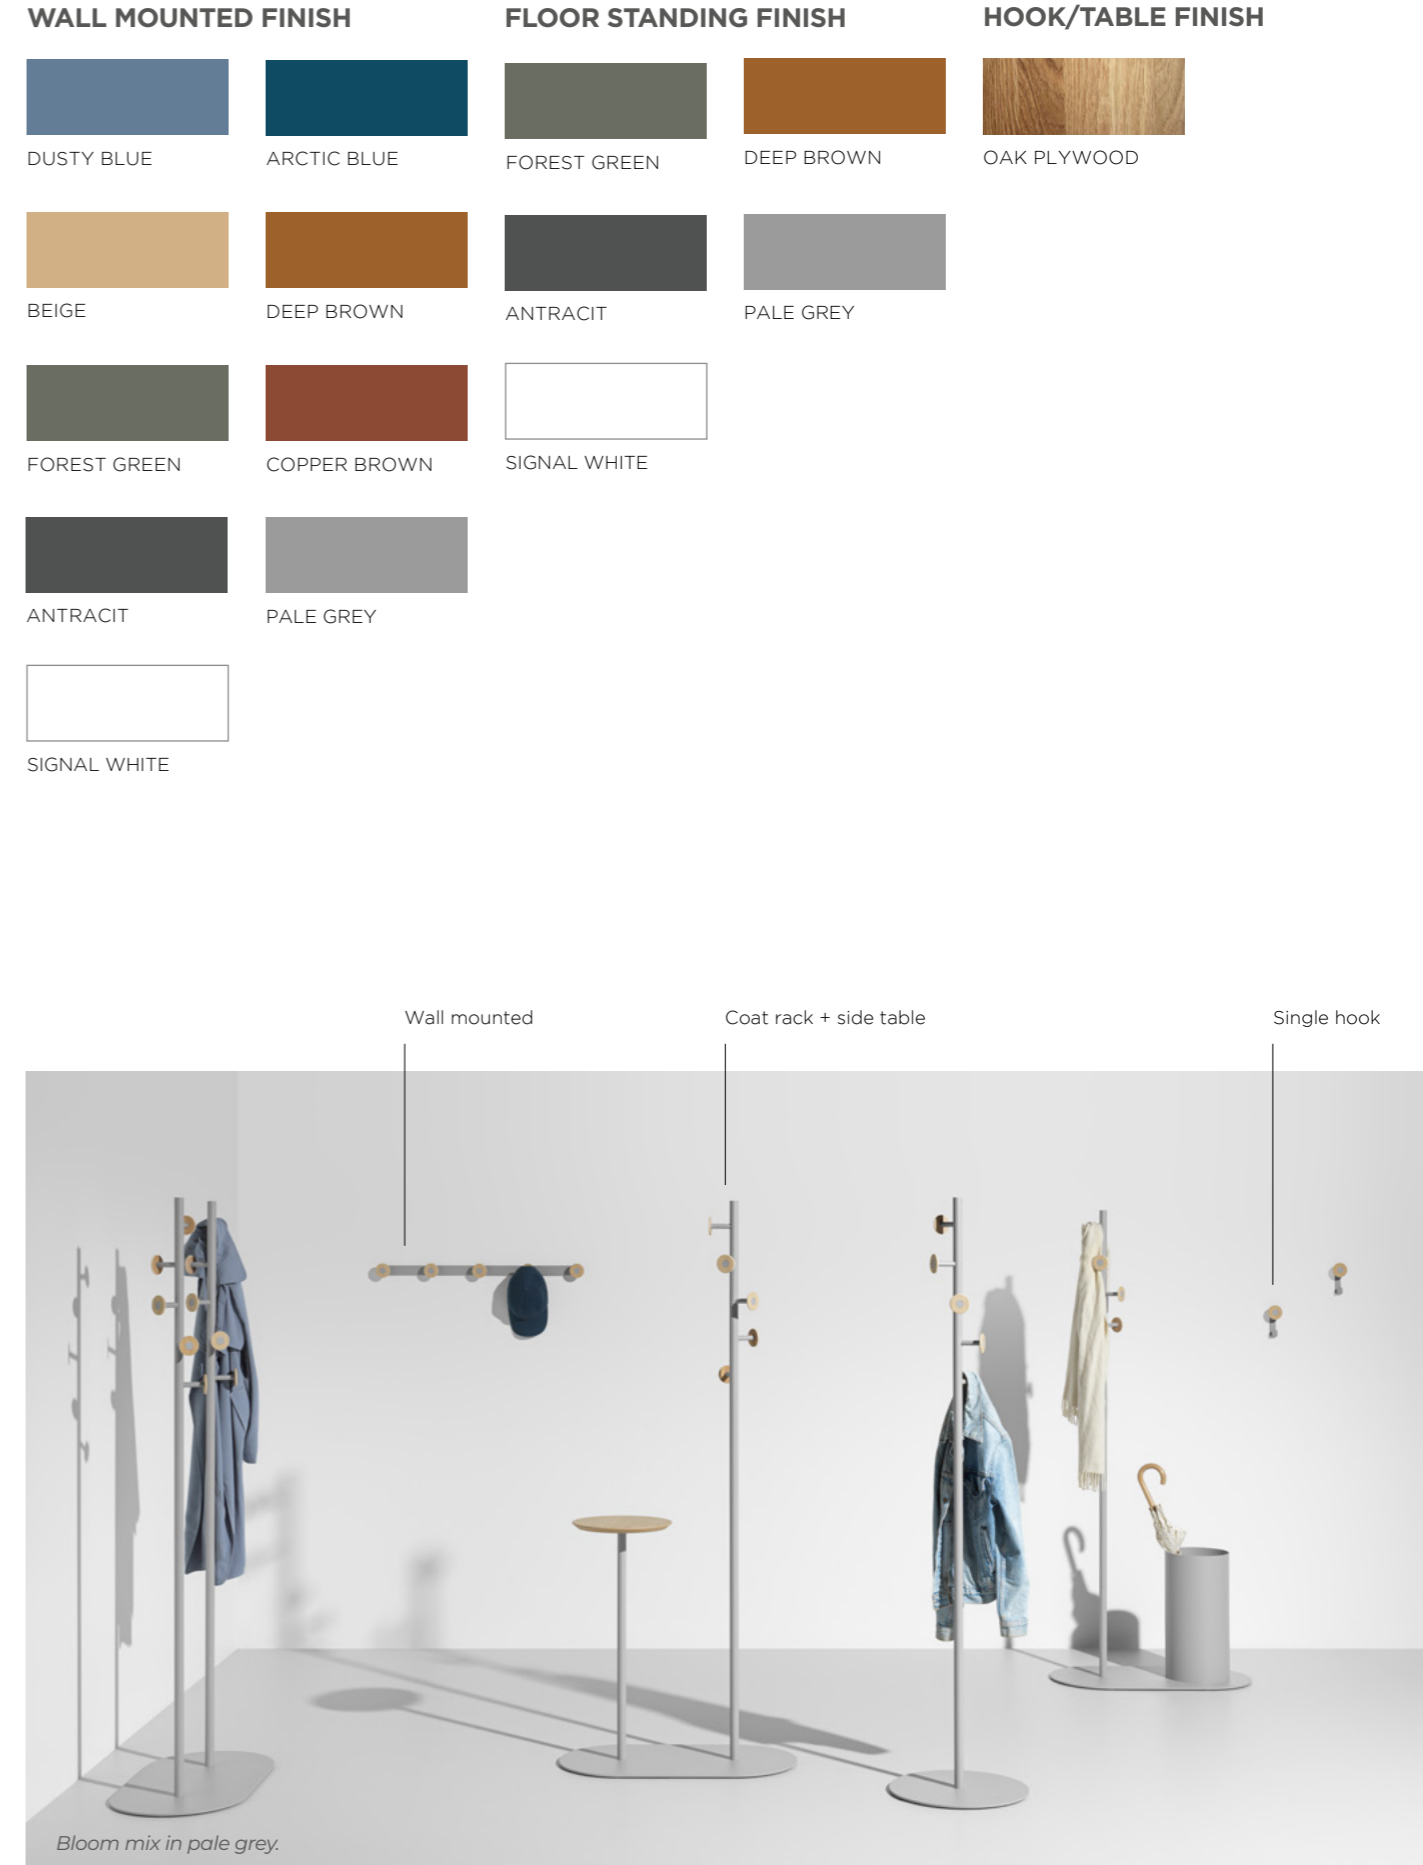 WALL MOUNTED FINISH
FLOOR STANDING FINISH
HOOK/TABLE FINISH
DUSTY BLUE
ARCTIC BLUE
FOREST GREEN
DEEP BROWN
OAK PLYWOOD
BEIGE
DEEP BROWN
ANTRACIT
PALE GREY
FOREST GREEN
COPPER BROWN
SIGNAL WHITE
ANTRACIT
PALE GREY
SIGNAL WHITE
Wall mounted
Coat rack + side table
Single hook
Bloom mix in pale grey.